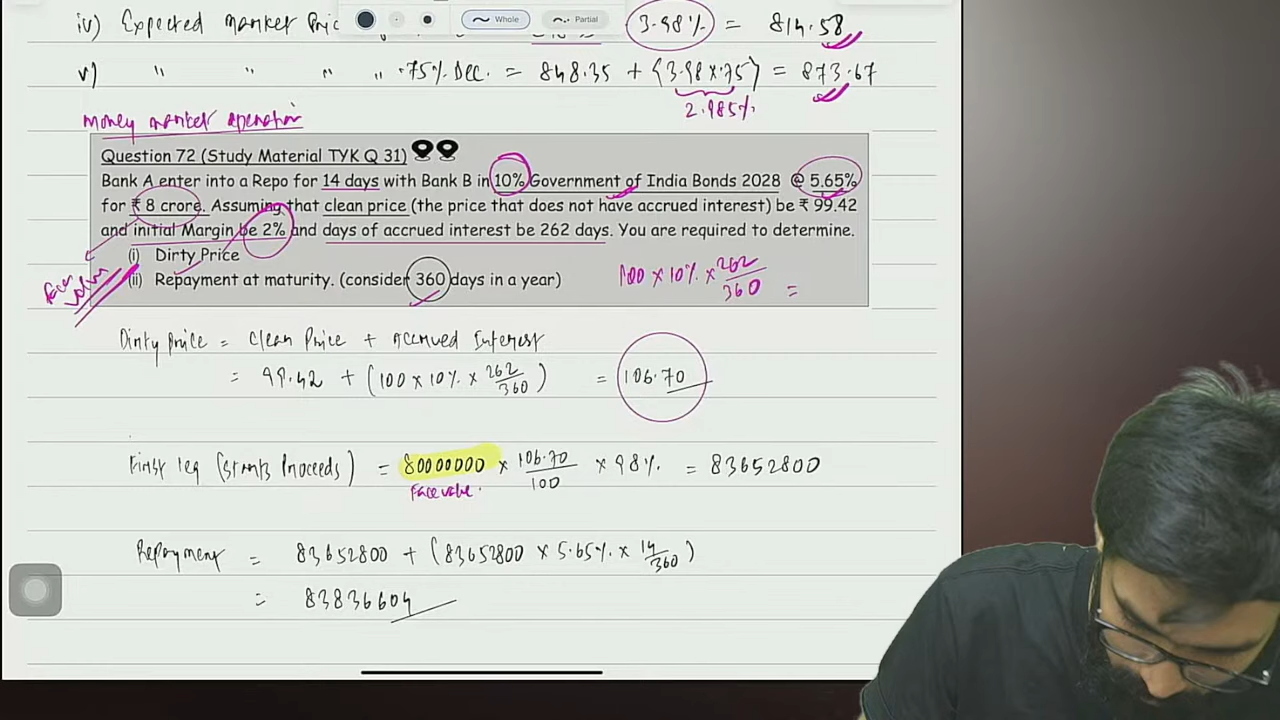 Whole Partial
iv) Expected market Pric 3.98% = 814.58
v) " " " " .75% Dec. = 848.35 + (3.98 × .75) = 873.67
2.985%
Money market operation
Question 72 (Study Material TYK Q 31)
Bank A enter into a Repo for 14 days with Bank B in 10% Government of India Bonds 2028 @ 5.65%
for ₹ 8 crore. Assuming that clean price (the price that does not have accrued interest) be ₹ 99.42
and initial Margin be 2% and days of accrued interest be 262 days. You are required to determine.
(i) Dirty Price
(ii) Repayment at maturity. (consider 360 days in a year)
Face value
100 × 10% × 262/360 =
Dirty price = Clean Price + Accrued Interest
= 99.42 + (100 × 10% × 262/360) = 106.70
First leg (Starts Proceeds) = 80000000 × 106.70/100 × 98% = 83652800
Face value.
Repayment = 83652800 + (83652800 × 5.65% × 14/360)
= 83836604